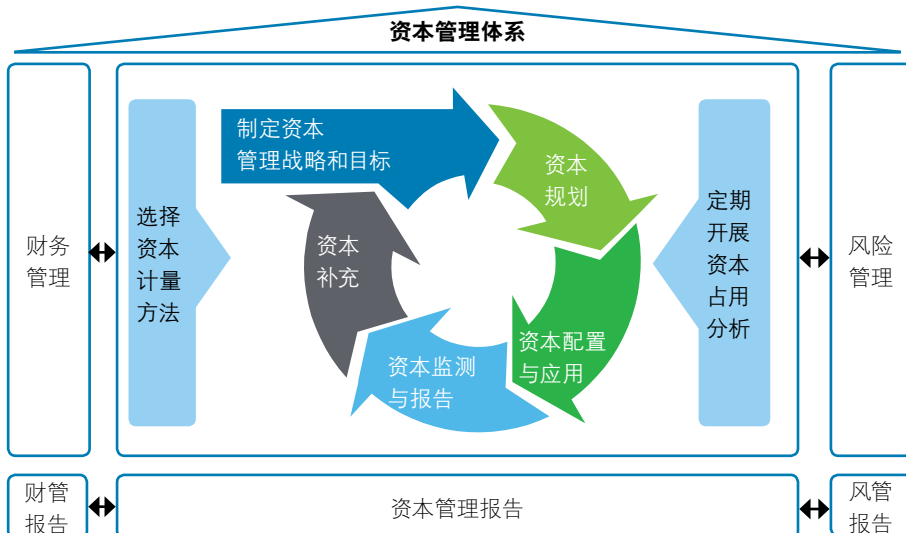 资本管理体系
财务
管理
选择
资本
计量
方法
制定资本
管理战略和目标
资本
规划
资本配置
与应用
资本监测
与报告
资本
补充
定期
开展
资本
占用
分析
风险
管理
财管
报告
资本管理报告
风管
报告